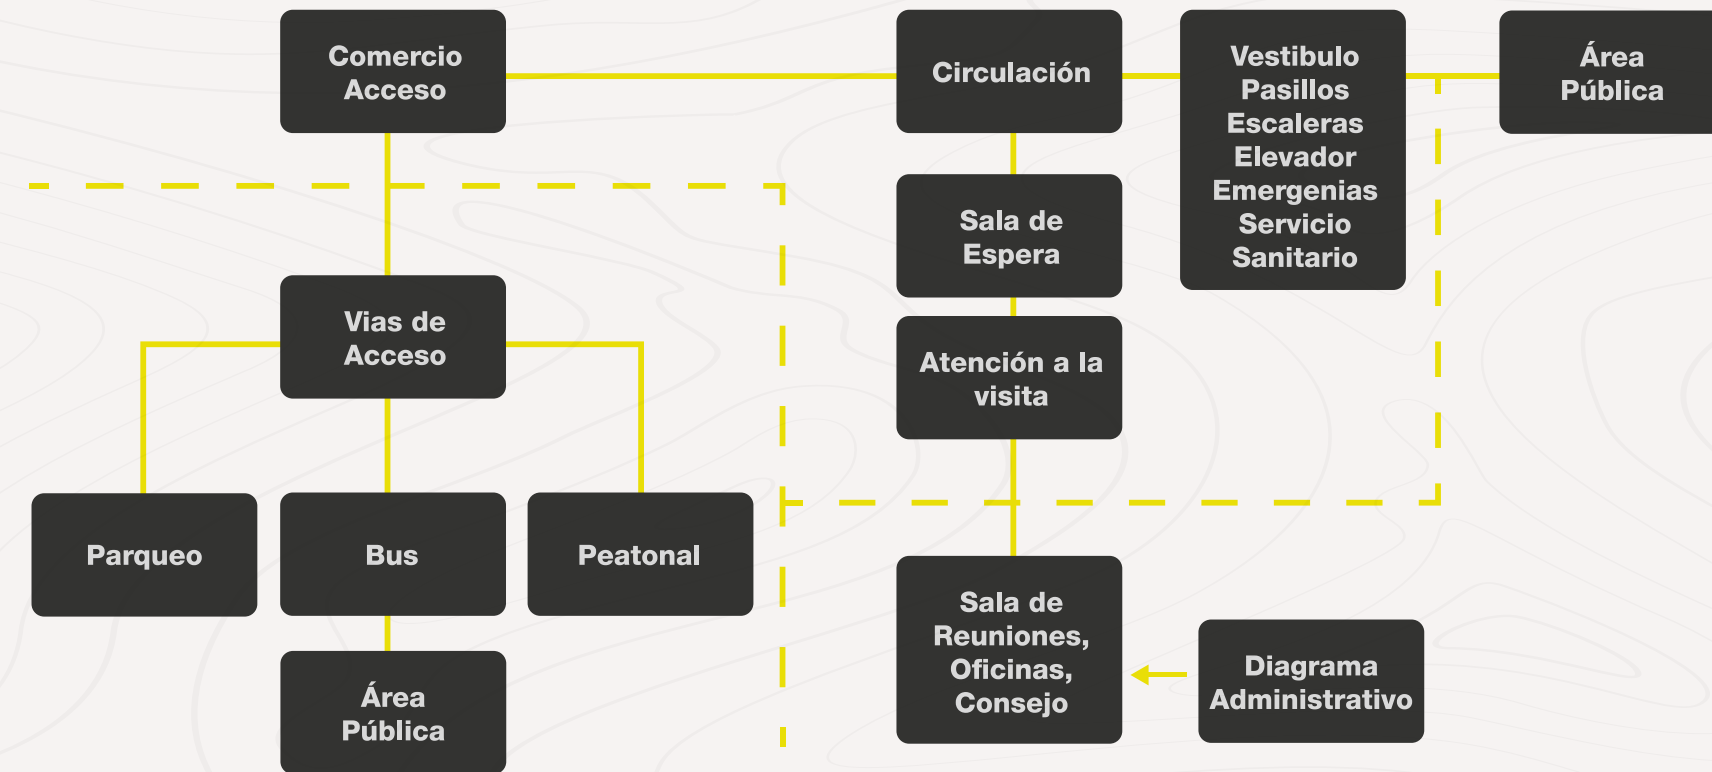 Comercio
Acceso
Circulación
Vestibulo
Pasillos
Escaleras
Elevador
Emergenias
Servicio
Sanitario
Área
Pública
Sala de
Espera
Vias de
Acceso
Atención a la
visita
Parqueo
Bus
Peatonal
Sala de
Reuniones,
Oficinas,
Consejo
Diagrama
Administrativo
Área
Pública